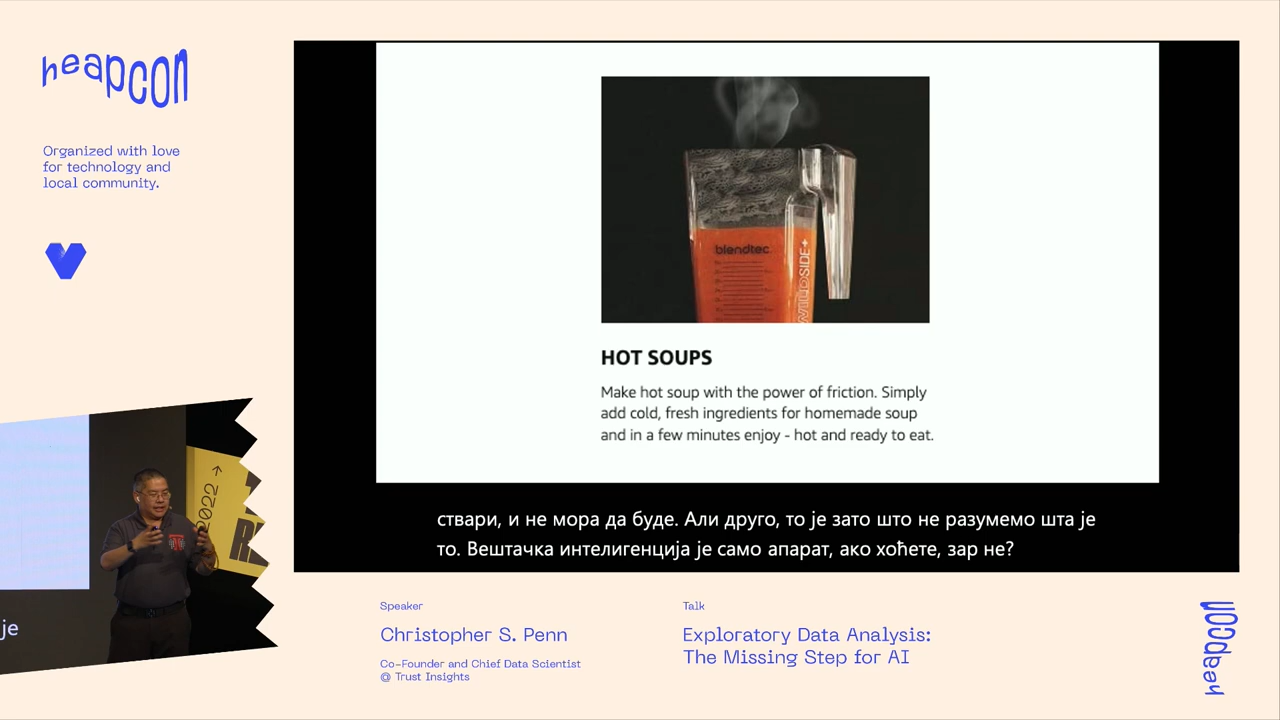 heapcon
Organized with love
for technology and
local community.
blendtec
WILDSIDE+
HOT SOUPS
Make hot soup with the power of friction. Simply
add cold, fresh ingredients for homemade soup
and in a few minutes enjoy - hot and ready to eat.
ствари, и не мора да буде. Али друго, то је зато што не разумемо шта је
то. Вештачка интелигенција је само апарат, ако хоћете, зар не?
2022 →
је
Speaker
Christopher S. Penn
Co-Founder and Chief Data Scientist
@ Trust Insights
Talk
Exploratory Data Analysis:
The Missing Step for AI
heapcon